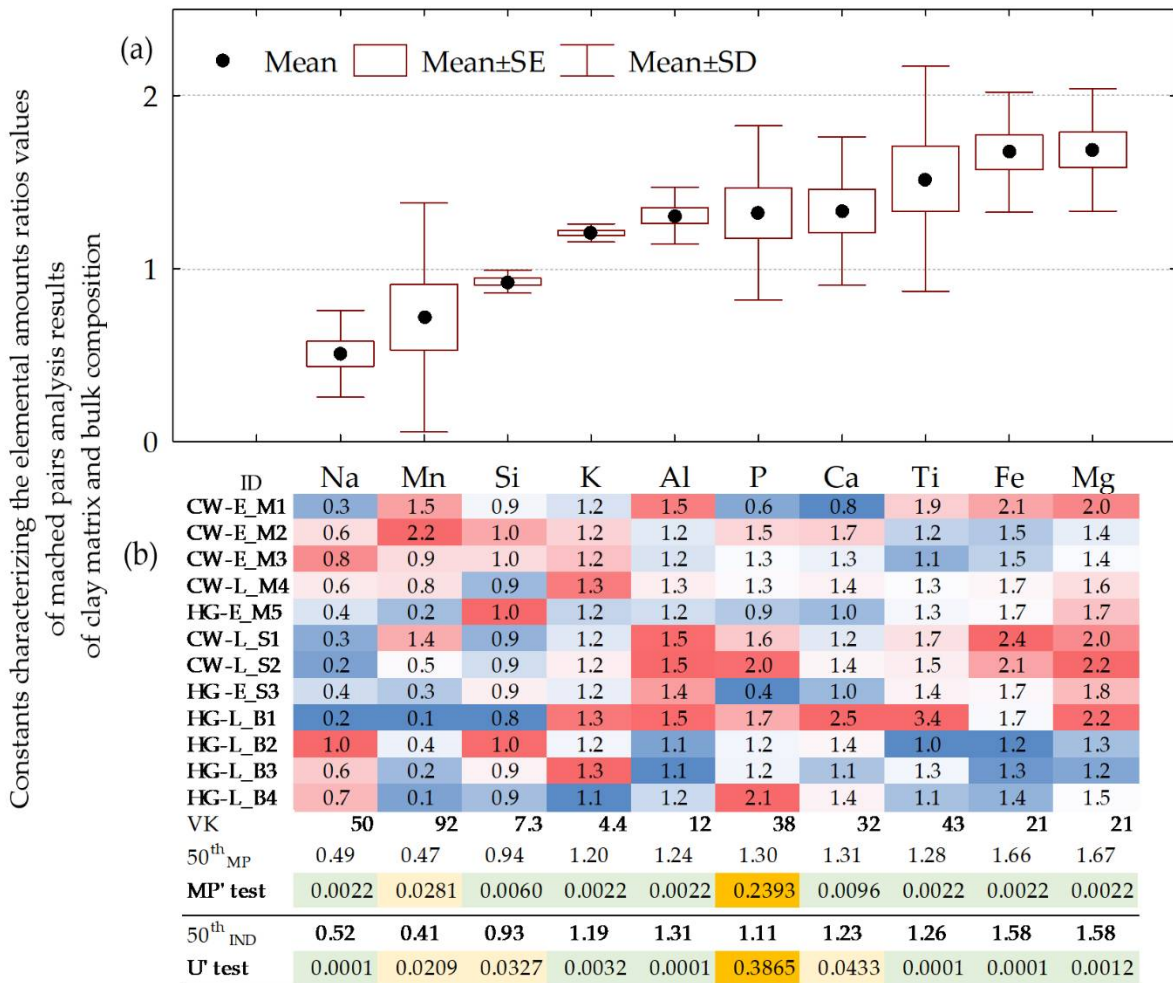 Constants dharacterizing the elemental amounts ratios values
of mached pairs analysis results
of clay matrix and bulk composition
(a)
Mean Mean±SE Mean±SD
2
1
0
(b)
ID Na Mn Si K Al P Ca Ti Fe Mg
CW-E_M1 0.3 1.5 0.9 1.2 1.5 0.6 0.8 1.9 2.1 2.0
CW-E_M2 0.6 2.2 1.0 1.2 1.2 1.5 1.7 1.2 1.5 1.4
CW-E_M3 0.8 0.9 1.0 1.2 1.2 1.3 1.3 1.1 1.5 1.4
CW-L_M4 0.6 0.8 0.9 1.3 1.3 1.3 1.4 1.3 1.7 1.6
HG-E_M5 0.4 0.2 1.0 1.2 1.2 0.9 1.0 1.3 1.7 1.7
CW-L_S1 0.3 1.4 0.9 1.2 1.5 1.6 1.2 1.7 2.4 2.0
CW-L_S2 0.2 0.5 0.9 1.2 1.5 2.0 1.4 1.5 2.1 2.2
HG-E_S3 0.4 0.3 0.9 1.2 1.4 0.4 1.0 1.4 1.7 1.8
HG-L_B1 0.2 0.1 0.8 1.3 1.5 1.7 2.5 3.4 1.7 2.2
HG-L_B2 1.0 0.4 1.0 1.2 1.1 1.2 1.4 1.0 1.2 1.3
HG-L_B3 0.6 0.2 0.9 1.3 1.1 1.2 1.1 1.3 1.3 1.2
HG-L_B4 0.7 0.1 0.9 1.1 1.2 2.1 1.4 1.1 1.4 1.5
VK 50 92 7.3 4.4 12 38 32 43 21 21
50th MP 0.49 0.47 0.94 1.20 1.24 1.30 1.31 1.28 1.66 1.67
MP' test 0.0022 0.0281 0.0060 0.0022 0.0022 0.2393 0.0096 0.0022 0.0022 0.0022
50th IND 0.52 0.41 0.93 1.19 1.31 1.11 1.23 1.26 1.58 1.58
U' test 0.0001 0.0209 0.0327 0.0032 0.0001 0.3865 0.0433 0.0001 0.0001 0.0012